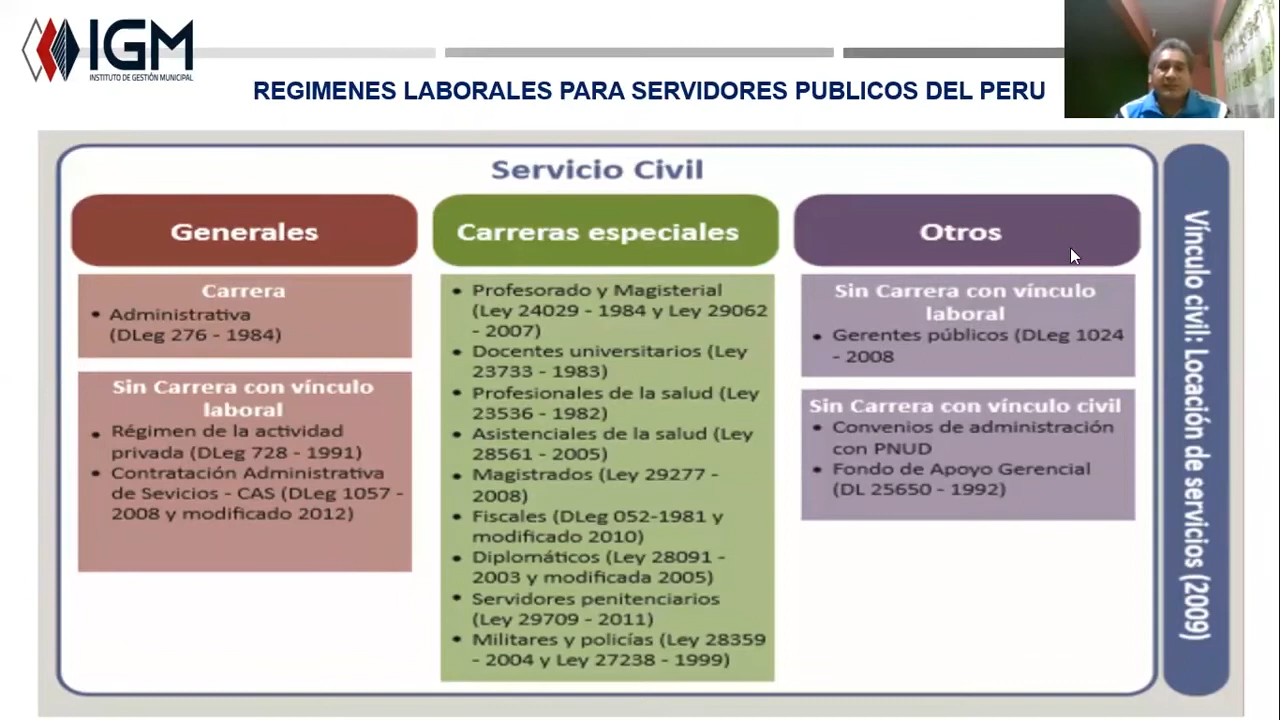 IGM
INSTITUTO DE GESTIÓN MUNICIPAL
REGIMENES LABORALES PARA SERVIDORES PUBLICOS DEL PERU
Servicio Civil
Generales
Carrera
• Administrativa
(DLeg 276 - 1984)
Sin Carrera con vínculo
laboral
• Régimen de la actividad
privada (DLeg 728 - 1991)
• Contratación Administrativa
de Sevicios - CAS (DLeg 1057 -
2008 y modificado 2012)
Carreras especiales
• Profesorado y Magisterial
(Ley 24029 - 1984 y Ley 29062
- 2007)
• Docentes universitarios (Ley
23733 - 1983)
• Profesionales de la salud (Ley
23536 - 1982)
• Asistenciales de la salud (Ley
28561 - 2005)
• Magistrados (Ley 29277 -
2008)
• Fiscales (DLeg 052-1981 y
modificado 2010)
• Diplomáticos (Ley 28091 -
2003 y modificada 2005)
• Servidores penitenciarios
(Ley 29709 - 2011)
• Militares y policías (Ley 28359
- 2004 y Ley 27238 - 1999)
Otros
Sin Carrera con vínculo
laboral
• Gerentes públicos (DLeg 1024
- 2008
Sin Carrera con vínculo civil
• Convenios de administración
con PNUD
• Fondo de Apoyo Gerencial
(DL 25650 - 1992)
Vínculo civil: Locación de servicios (2009)